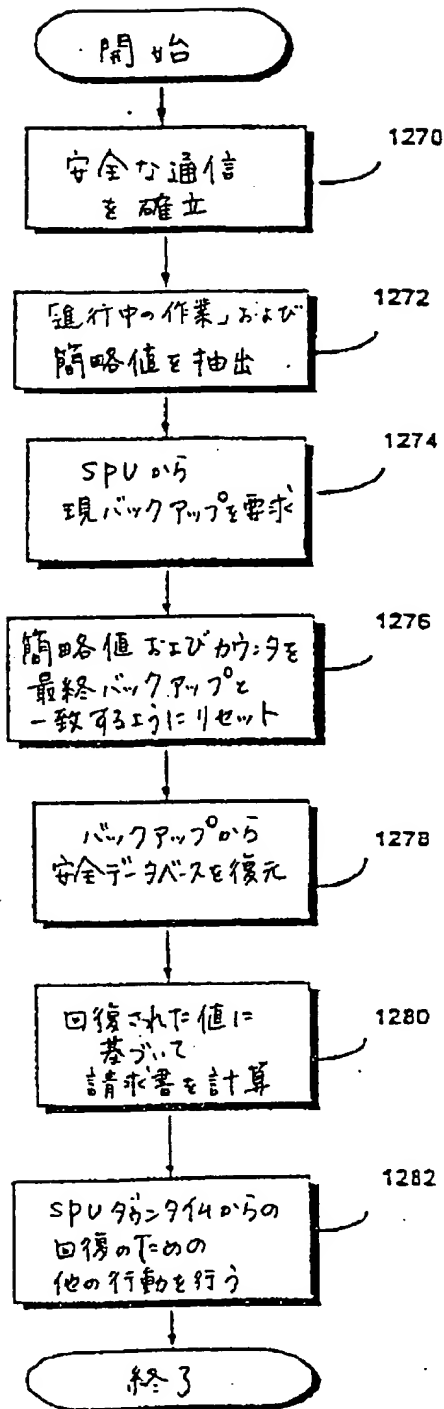 開始
安全な通信
を確立
1270
「進行中の作業」および
簡略値を抽出
1272
SPUから
現バックアップを要求
1274
簡略値およびカウンタを
最終バックアップと
一致するようにリセット
1276
バックアップから
安全データベースを復元
1278
回復された値に
基づいて
請求書を計算
1280
SPUダウンタイムからの
回復のための
他の行動を行う
1282
終了